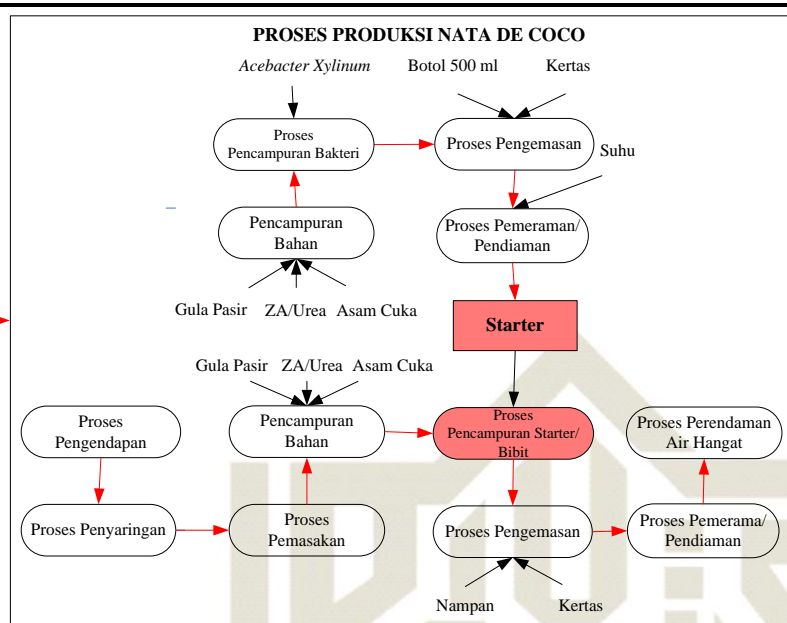 PROSES PRODUKSI NATA DE COCO
Acebacter Xylinum
Botol 500 ml
Kertas
Proses
Pencampuran Bakteri
Proses Pengemasan
Suhu
Pencampuran
Bahan
Proses Pemeraman/
Pendiaman
Gula Pasir
ZA/Urea
Asam Cuka
Starter
Gula Pasir
ZA/Urea
Asam Cuka
Proses
Pengendapan
Pencampuran
Bahan
Proses
Pencampuran Starter/
Bibit
Proses Perendaman
Air Hangat
Proses Penyaringan
Proses
Pemasakan
Proses Pengemasan
Proses Pemerama/
Pendiaman
Nampan
Kertas